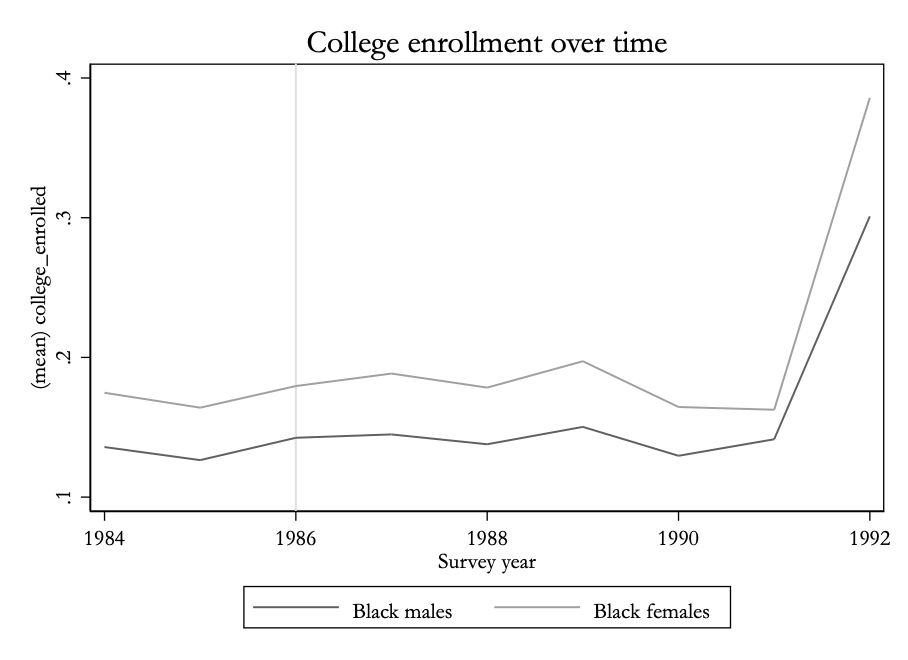 College enrollment over time
(mean) college_enrolled
.4
.3
.2
.1
1984 1986 1988 1990 1992
Survey year
Black males Black females